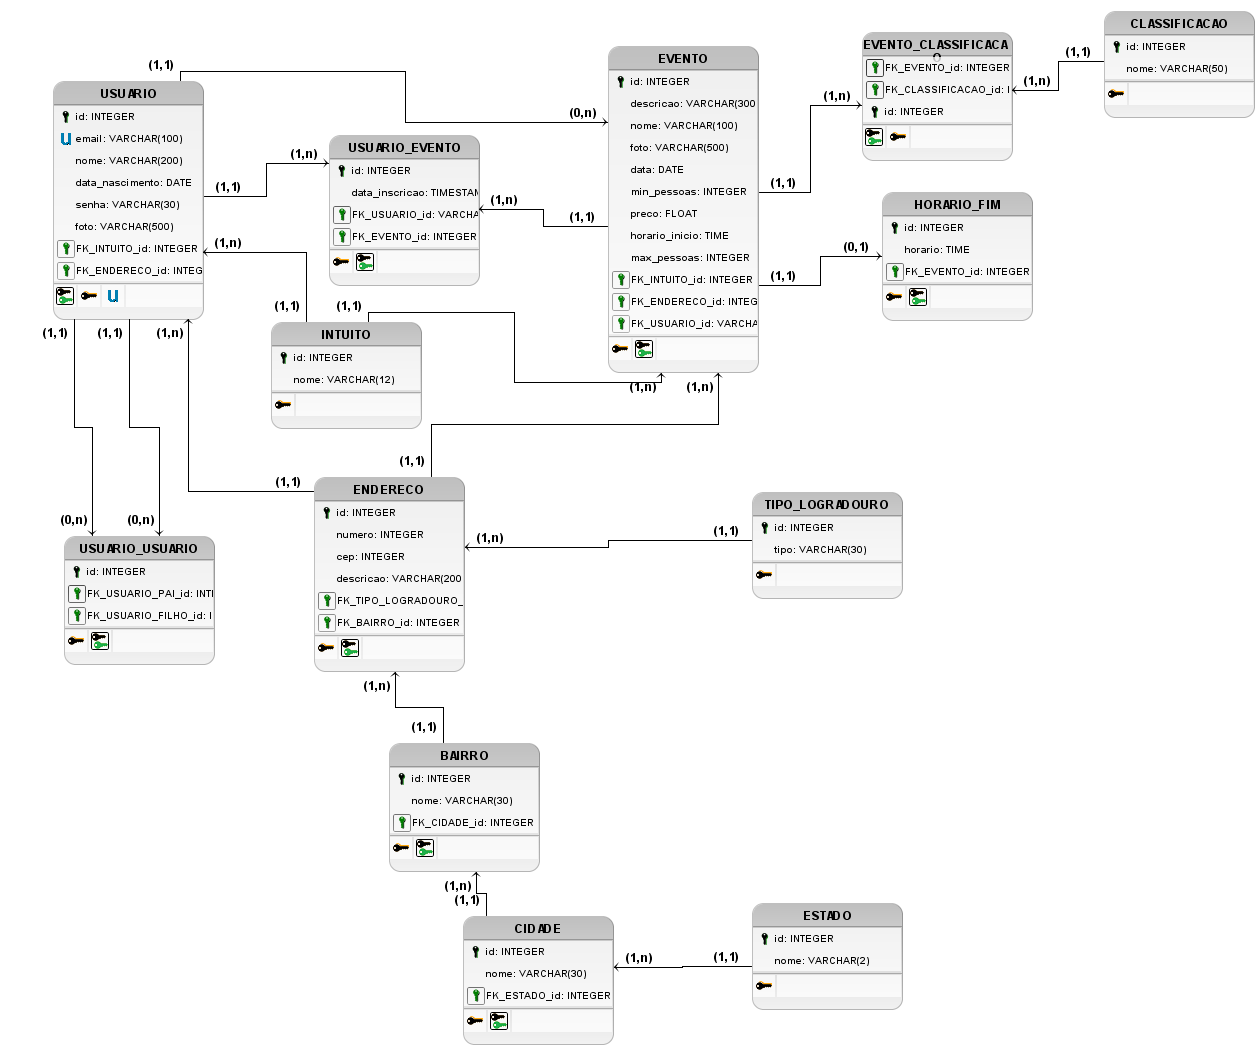 CLASSIFICACAO
id: INTEGER
nome: VARCHAR(50)
(1,1)
(1,n)
EVENTO_CLASSIFICACA
O
FK_EVENTO_id: INTEGER
FK_CLASSIFICACAO_id: I
id: INTEGER
(1,n)
(1,1)
EVENTO
id: INTEGER
descricao: VARCHAR(300
nome: VARCHAR(100)
foto: VARCHAR(500)
data: DATE
min_pessoas: INTEGER
preco: FLOAT
horario_inicio: TIME
max_pessoas: INTEGER
FK_INTUITO_id: INTEGER
FK_ENDERECO_id: INTEG
FK_USUARIO_id: VARCHA
(1,1)
(0,n)
USUARIO
id: INTEGER
u email: VARCHAR(100)
nome: VARCHAR(200)
data_nascimento: DATE
senha: VARCHAR(30)
foto: VARCHAR(500)
FK_INTUITO_id: INTEGER
FK_ENDERECO_id: INTEG
u
(1,1)
(1,n)
USUARIO_EVENTO
id: INTEGER
data_inscricao: TIMESTAM
FK_USUARIO_id: VARCHA
FK_EVENTO_id: INTEGER
(1,n)
(1,1)
HORARIO_FIM
id: INTEGER
horario: TIME
FK_EVENTO_id: INTEGER
(0,1)
(1,1)
(1,n)
(1,1)
(1,1)
(1,n)
INTUITO
id: INTEGER
nome: VARCHAR(12)
(1,1)
(1,1)
(1,n)
(1,n)
(1,1)
(1,1)
(0,n)
(0,n)
USUARIO_USUARIO
id: INTEGER
FK_USUARIO_PAI_id: INTI
FK_USUARIO_FILHO_id: I
ENDERECO
id: INTEGER
numero: INTEGER
cep: INTEGER
descricao: VARCHAR(200
FK_TIPO_LOGRADOURO_
FK_BAIRRO_id: INTEGER
(1,n)
(1,1)
TIPO_LOGRADOURO
id: INTEGER
tipo: VARCHAR(30)
(1,n)
(1,1)
BAIRRO
id: INTEGER
nome: VARCHAR(30)
FK_CIDADE_id: INTEGER
(1,n)
(1,1)
CIDADE
id: INTEGER
nome: VARCHAR(30)
FK_ESTADO_id: INTEGER
(1,n)
(1,1)
ESTADO
id: INTEGER
nome: VARCHAR(2)